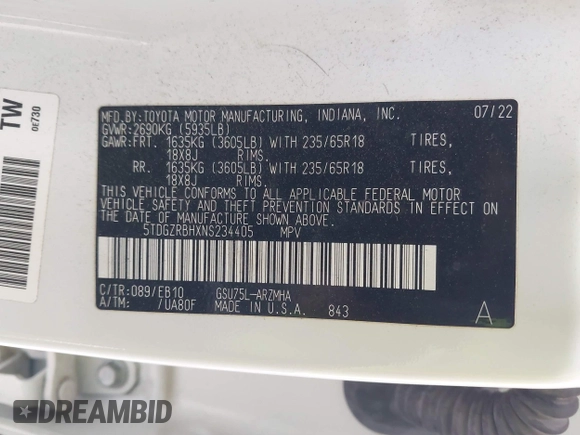 TW
0E730
MFD.BY:TOYOTA MOTOR MANUFACTURING, INDIANA, INC. 07/22
GVWR:2690KG (5935LB)
GAWR:FRT. 1635KG (3605LB) WITH 235/65R18 TIRES,
18X8J RIMS.
RR. 1635KG (3605LB) WITH 235/65R18 TIRES,
18X8J RIMS.
THIS VEHICLE CONFORMS TO ALL APPLICABLE FEDERAL MOTOR
VEHICLE SAFETY AND THEFT PREVENTION STANDARDS IN EFFECT ON
THE DATE OF MANUFACTURE SHOWN ABOVE.
5TDGZRBHXNS234405 MPV
C/TR:089/EB10 GSU75L-ARZMHA
A/TM: /UA80F MADE IN U.S.A. 843 A
DREAMBID